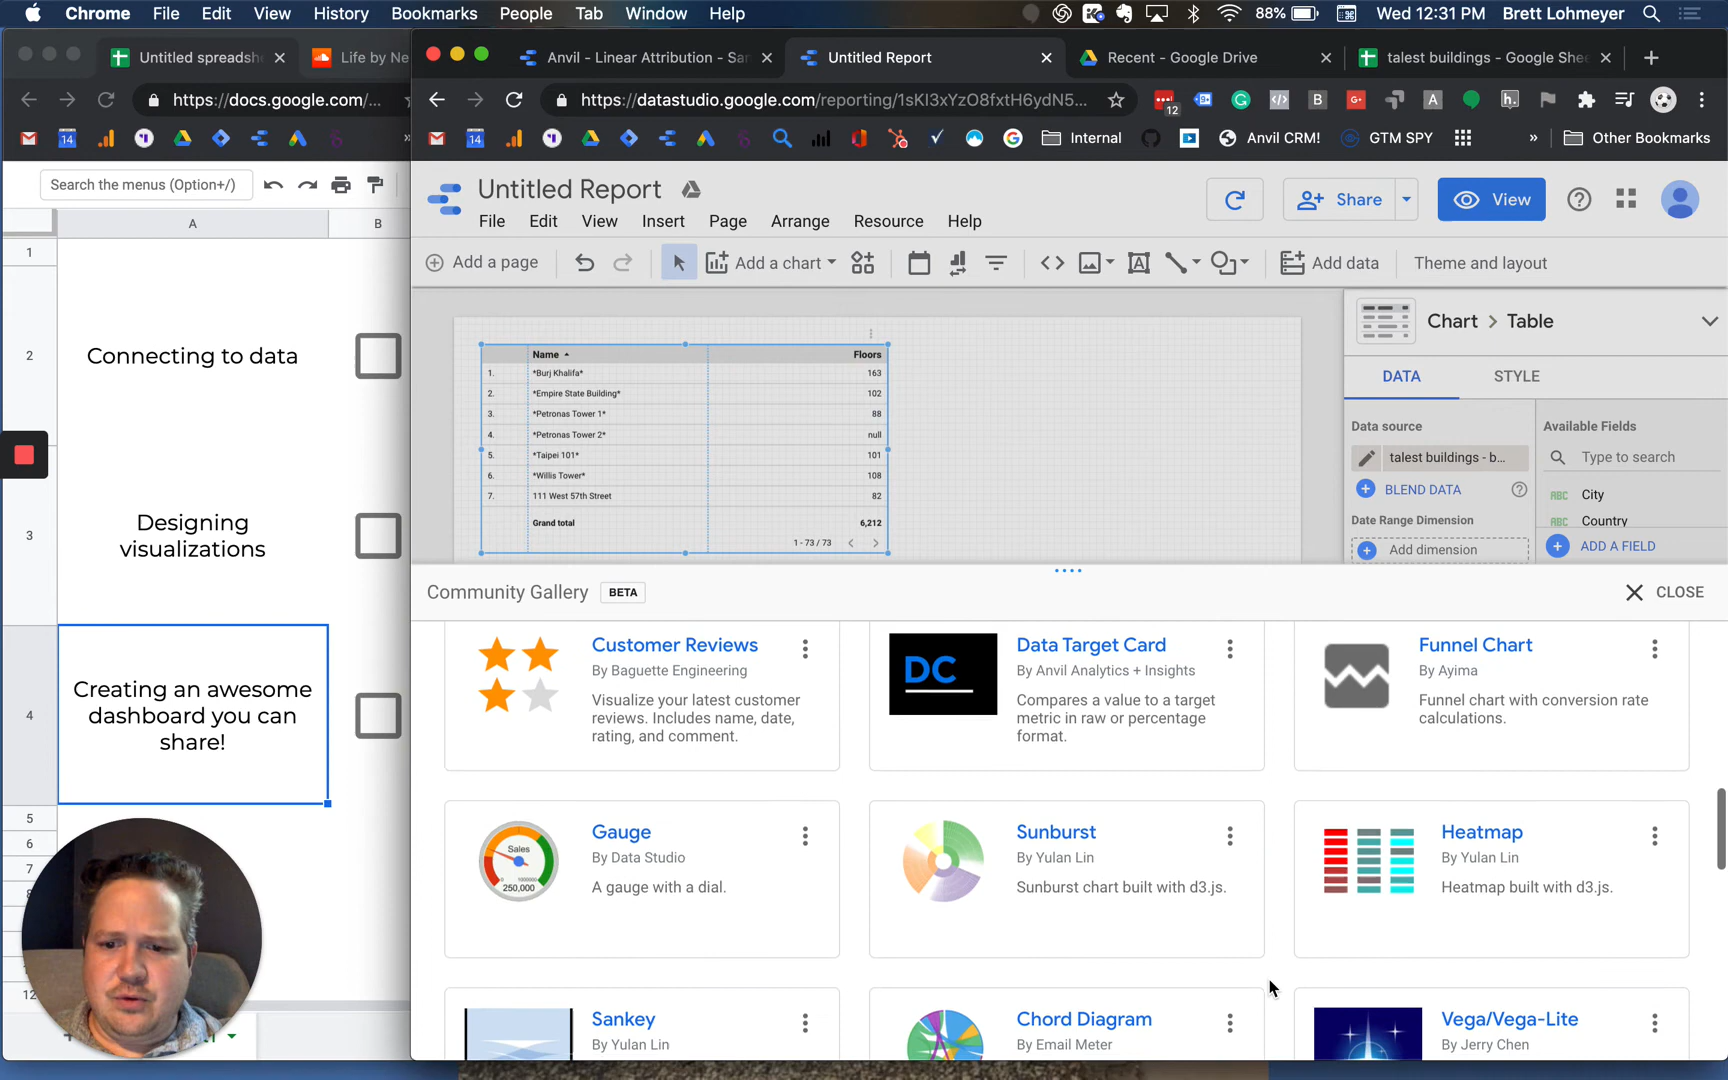 Chrome File Edit View History Bookmarks People Tab Window Help 88% Wed 12:31 PM Brett Lohmeyer
Untitled spreadsh
Life by Ne
Anvil - Linear Attribution - San
Untitled Report
Recent - Google Drive
talest buildings - Google Shee
https://docs.google.com/...
https://datastudio.google.com/reporting/1sKI3xYzO8fxtH6ydN5...
12
14
14
Internal
Anvil CRM!
GTM SPY
Other Bookmarks
Search the menus (Option+/)
A B
1
2
Connecting to data
3
Designing
visualizations
4
Creating an awesome
dashboard you can
share!
5
6
7
12
Untitled Report
Share
View
File Edit View Insert Page Arrange Resource Help
Add a page
Add a chart
Add data
Theme and layout
Name Floors
1. *Burj Khalifa* 163
2. *Empire State Building* 102
3. *Petronas Tower 1* 88
4. *Petronas Tower 2* null
5. *Taipei 101* 101
6. *Willis Tower* 108
7. 111 West 57th Street 82
Grand total 6,212
1 - 73 / 73
Chart > Table
DATA STYLE
Data source
talest buildings - b...
BLEND DATA
Date Range Dimension
Add dimension
Available Fields
Type to search
ABC City
ABC Country
ADD A FIELD
Community Gallery BETA
CLOSE
Customer Reviews
By Baguette Engineering
Visualize your latest customer
reviews. Includes name, date,
rating, and comment.
DC
Data Target Card
By Anvil Analytics + Insights
Compares a value to a target
metric in raw or percentage
format.
Funnel Chart
By Ayima
Funnel chart with conversion rate
calculations.
Sales
250,000
Gauge
By Data Studio
A gauge with a dial.
Sunburst
By Yulan Lin
Sunburst chart built with d3.js.
Heatmap
By Yulan Lin
Heatmap built with d3.js.
Sankey
By Yulan Lin
Chord Diagram
By Email Meter
Vega/Vega-Lite
By Jerry Chen